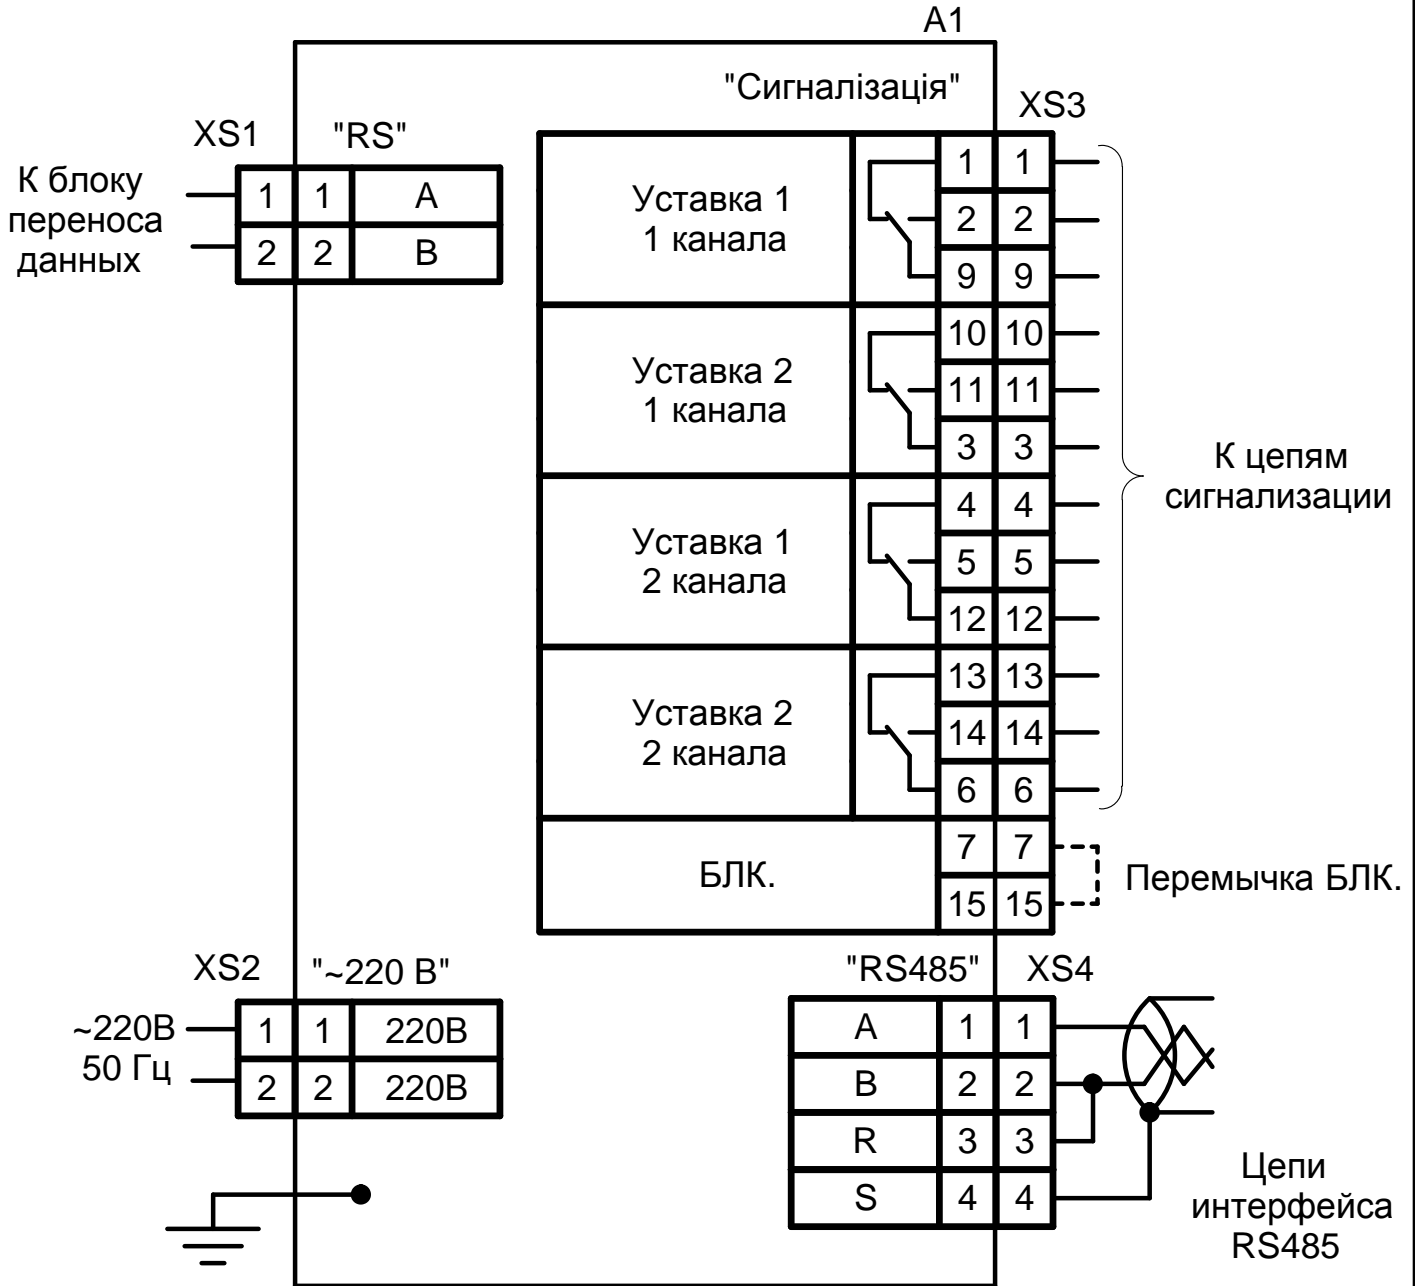 A1
"Сигналізація"
XS3
XS1
"RS"
К блоку
переноса
данных
1 1 A
2 2 B
Уставка 1
1 канала
1 1
2 2
9 9
Уставка 2
1 канала
10 10
11 11
3 3
Уставка 1
2 канала
4 4
5 5
12 12
Уставка 2
2 канала
13 13
14 14
6 6
К цепям
сигнализации
БЛК.
7 7
15 15
Перемычка БЛК.
XS2
"~220 В"
~220В
50 Гц
1 1 220В
2 2 220В
"RS485"
XS4
A 1 1
B 2 2
R 3 3
S 4 4
Цепи
интерфейса
RS485